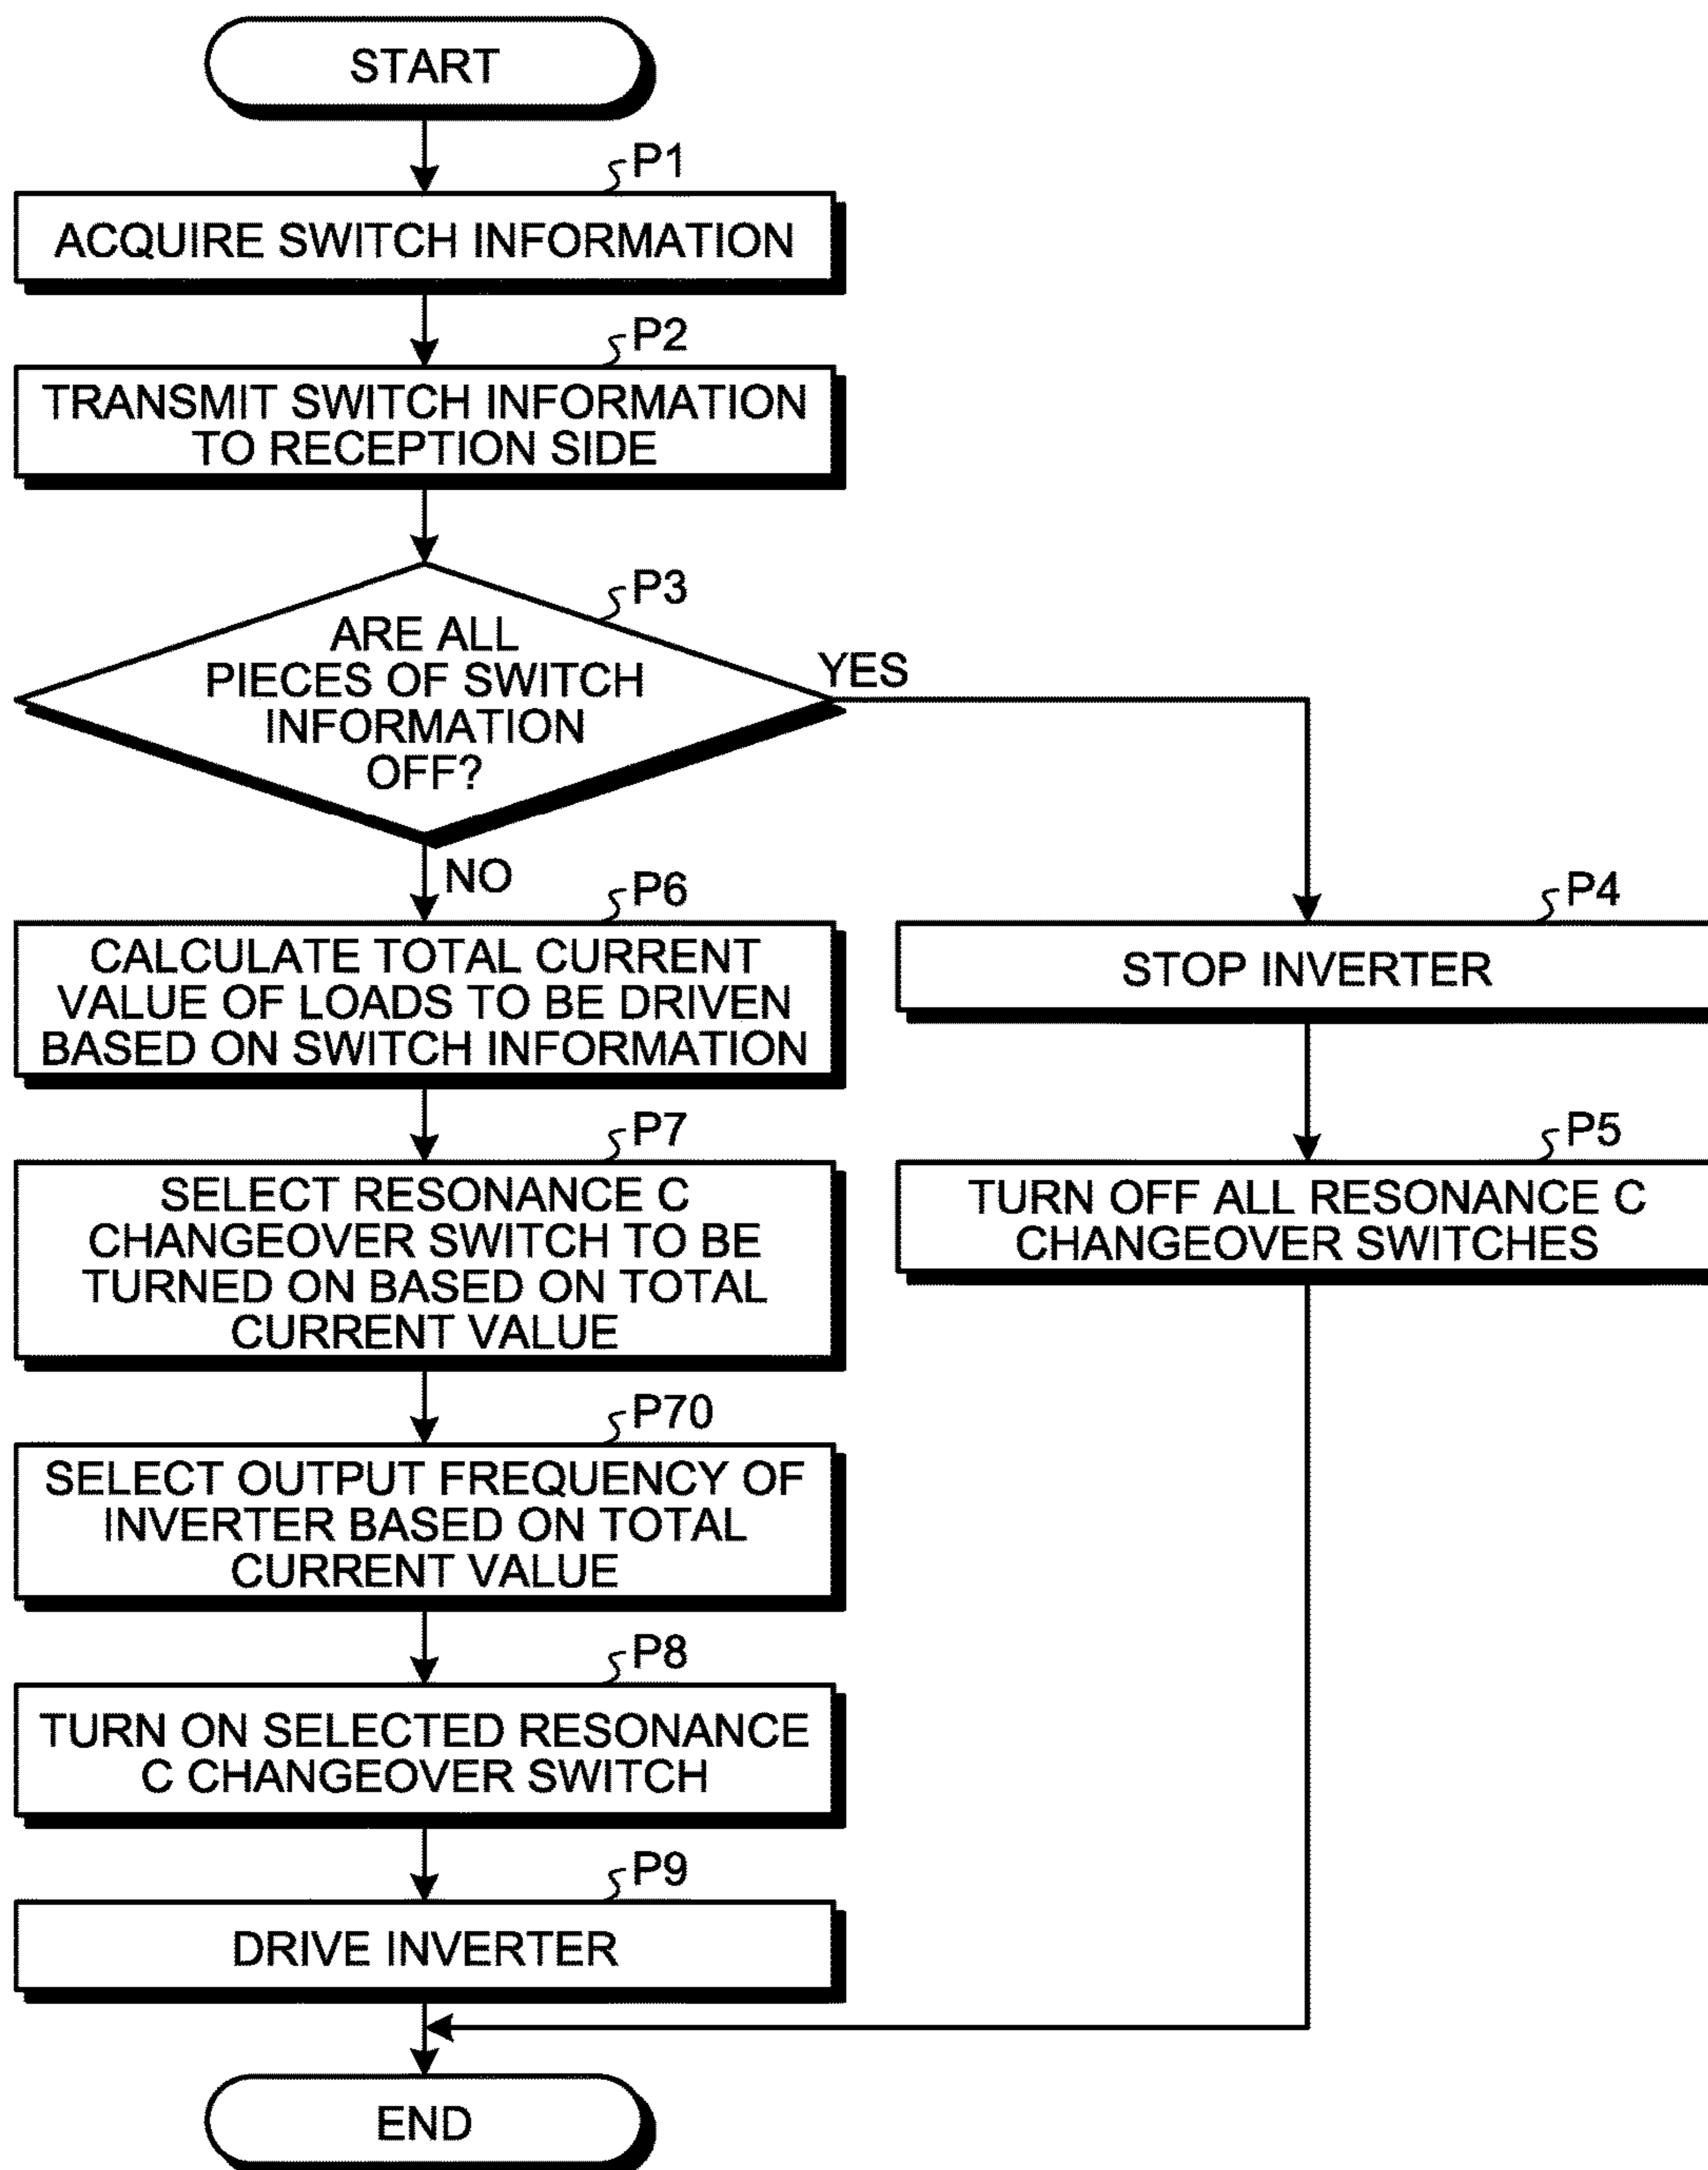 START
P1
ACQUIRE SWITCH INFORMATION
P2
TRANSMIT SWITCH INFORMATION
TO RECEPTION SIDE
P3
ARE ALL
PIECES OF SWITCH
INFORMATION
OFF?
YES
NO
P4
STOP INVERTER
P5
TURN OFF ALL RESONANCE C
CHANGEOVER SWITCHES
P6
CALCULATE TOTAL CURRENT
VALUE OF LOADS TO BE DRIVEN
BASED ON SWITCH INFORMATION
P7
SELECT RESONANCE C
CHANGEOVER SWITCH TO BE
TURNED ON BASED ON TOTAL
CURRENT VALUE
P70
SELECT OUTPUT FREQUENCY OF
INVERTER BASED ON TOTAL
CURRENT VALUE
P8
TURN ON SELECTED RESONANCE
C CHANGEOVER SWITCH
P9
DRIVE INVERTER
END